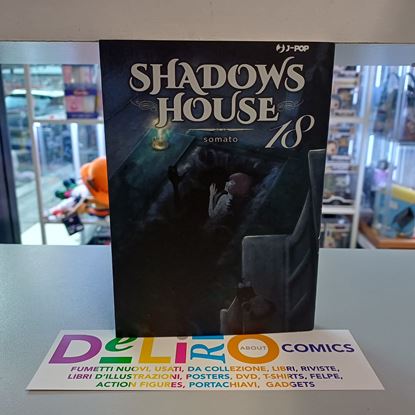 J-POP
SHADOWS
HOUSE
somato
18
DeLiRiO ABOUT COMICS
FUMETTI NUOVI, USATI, DA COLLEZIONE, LIBRI, RIVISTE,
LIBRI D'ILLUSTRAZIONI, POSTERS, DVD, T-SHIRTS, FELPE,
ACTION FIGURES, PORTACHIAVI, GADGETS